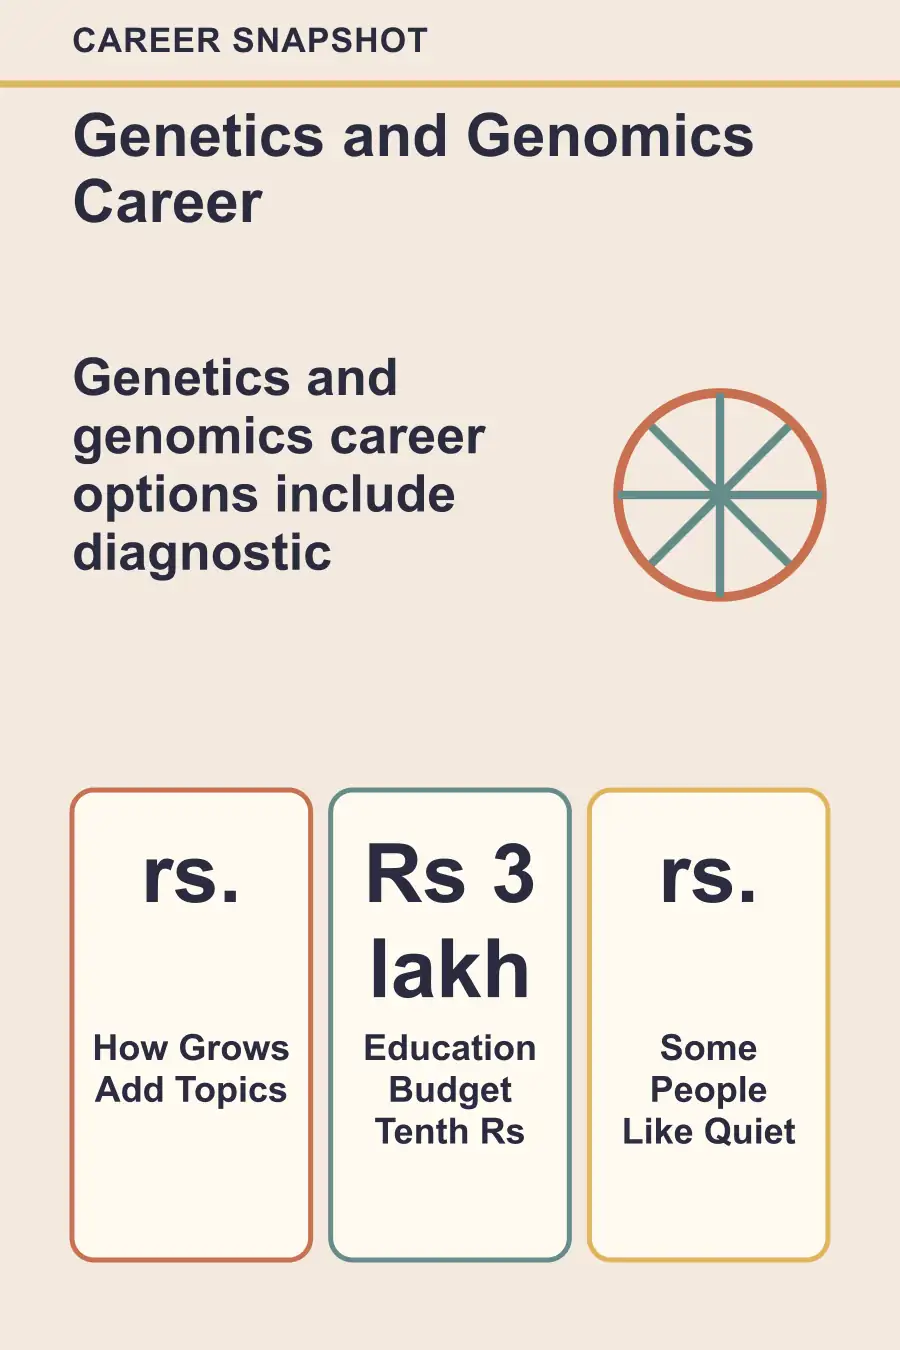 CAREER SNAPSHOT
Genetics and Genomics
Career
Genetics and
genomics career
options include
diagnostic
rs.
How Grows
Add Topics
Rs 3
lakh
Education
Budget
Tenth Rs
rs.
Some
People
Like Quiet